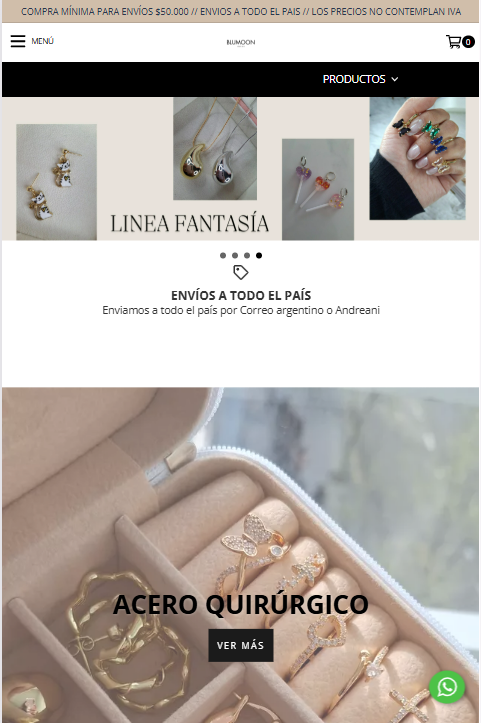 COMPRA MÍNIMA PARA ENVÍOS $50.000 // ENVIOS A TODO EL PAIS // LOS PRECIOS NO CONTEMPLAN IVA
MENÚ
BLUMOON
0
PRODUCTOS
LINEA FANTASÍA
ENVÍOS A TODO EL PAÍS
Enviamos a todo el país por Correo argentino o Andreani
ACERO QUIRÚRGICO
VER MÁS